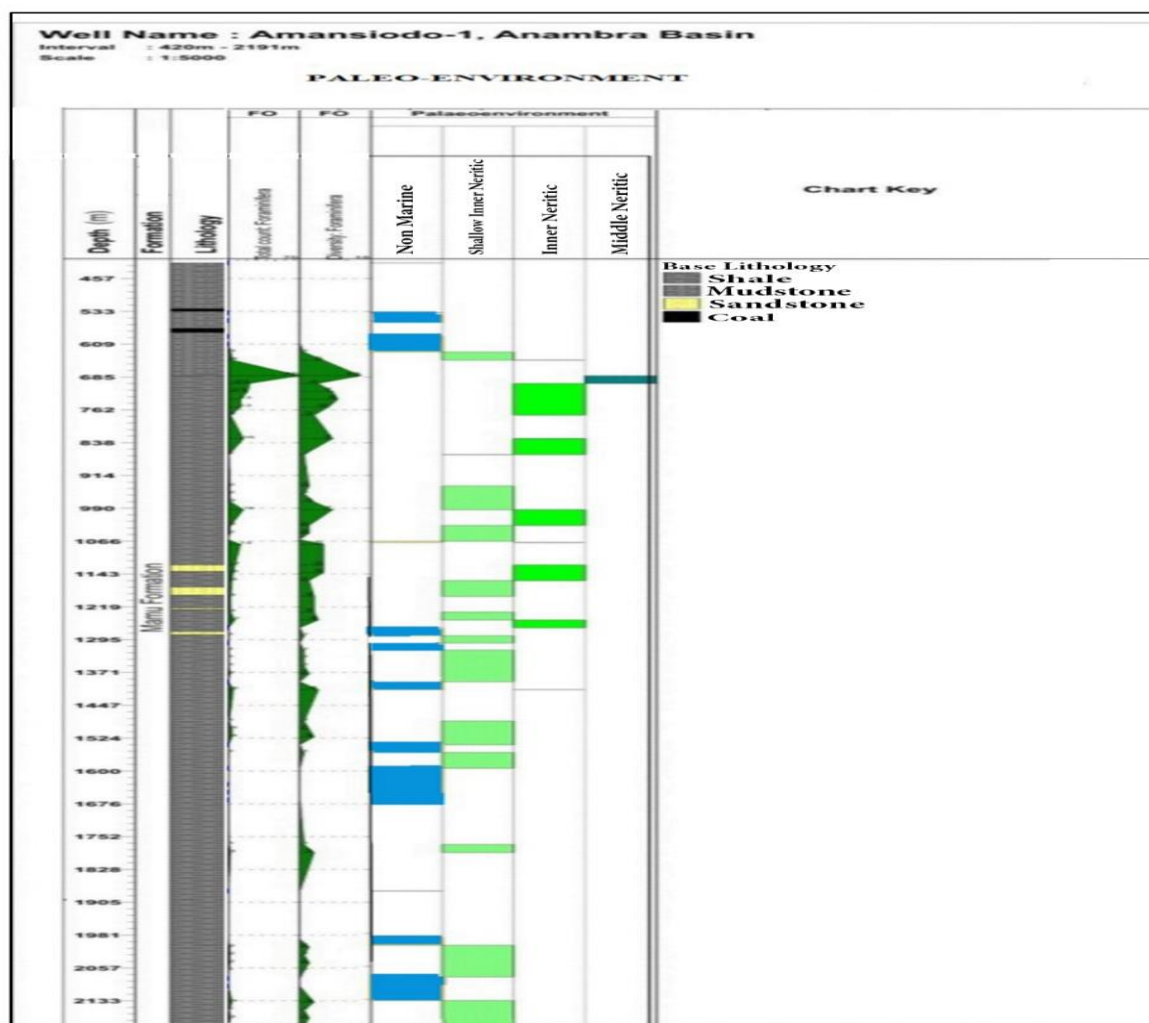 Well Name : Amansiodo-1, Anambra Basin
Interval : 420m - 2191m
Scale : 1:5000
PALEO-ENVIRONMENT
FO FO Palaeoenvironment
Depth (m)
Formation
Lithology
Total count: Foraminifera
Diversity: Foraminifera
Non Marine
Shallow Inner Neritic
Inner Neritic
Middle Neritic
Chart Key
Base Lithology
Shale
Mudstone
Sandstone
Coal
457
533
609
685
762
838
914
990
1066
1143
1219
1295
1371
1447
1524
1600
1676
1752
1828
1905
1981
2057
2133
Mamu Formation